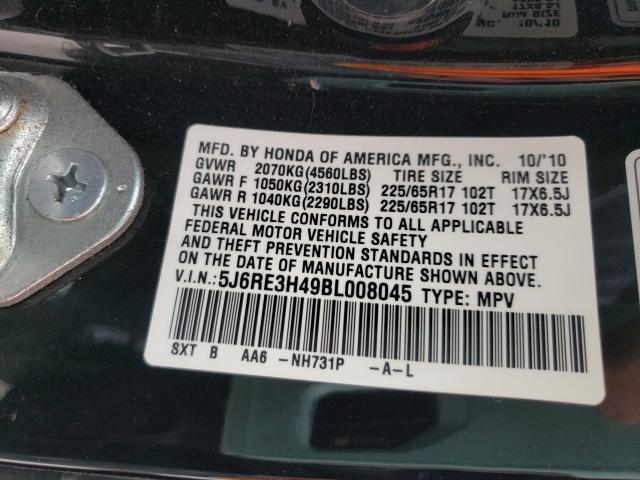 MFD. BY HONDA OF AMERICA MFG., INC. 10/'10
GVWR 2070KG(4560LBS) TIRE SIZE RIM SIZE
GAWR F 1050KG(2310LBS) 225/65R17 102T 17X6.5J
GAWR R 1040KG(2290LBS) 225/65R17 102T 17X6.5J
THIS VEHICLE CONFORMS TO ALL APPLICABLE
FEDERAL MOTOR VEHICLE SAFETY
AND THEFT PREVENTION STANDARDS IN EFFECT
ON THE DATE OF MANUFACTURE SHOWN ABOVE.
V.I.N.:5J6RE3H49BL008045 TYPE: MPV
SXT B AA6 -NH731P -A-L